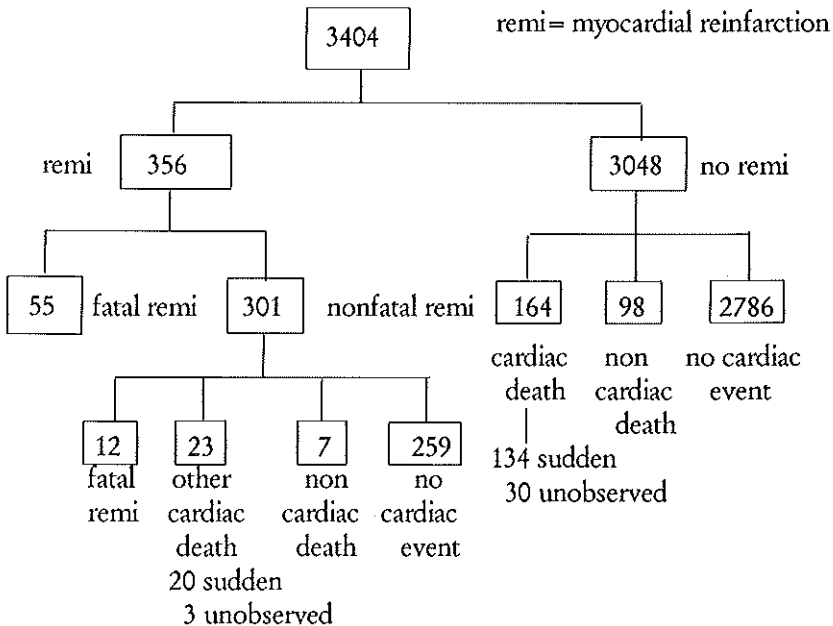 3404
remi= myocardial reinfarction
remi
356
3048
no remi
55
fatal remi
301
nonfatal remi
164
98
2786
cardiac
death
non
cardiac
death
no cardiac
event
134 sudden
30 unobserved
12
fatal
remi
23
other
cardiac
death
20 sudden
3 unobserved
7
non
cardiac
death
259
no
cardiac
event